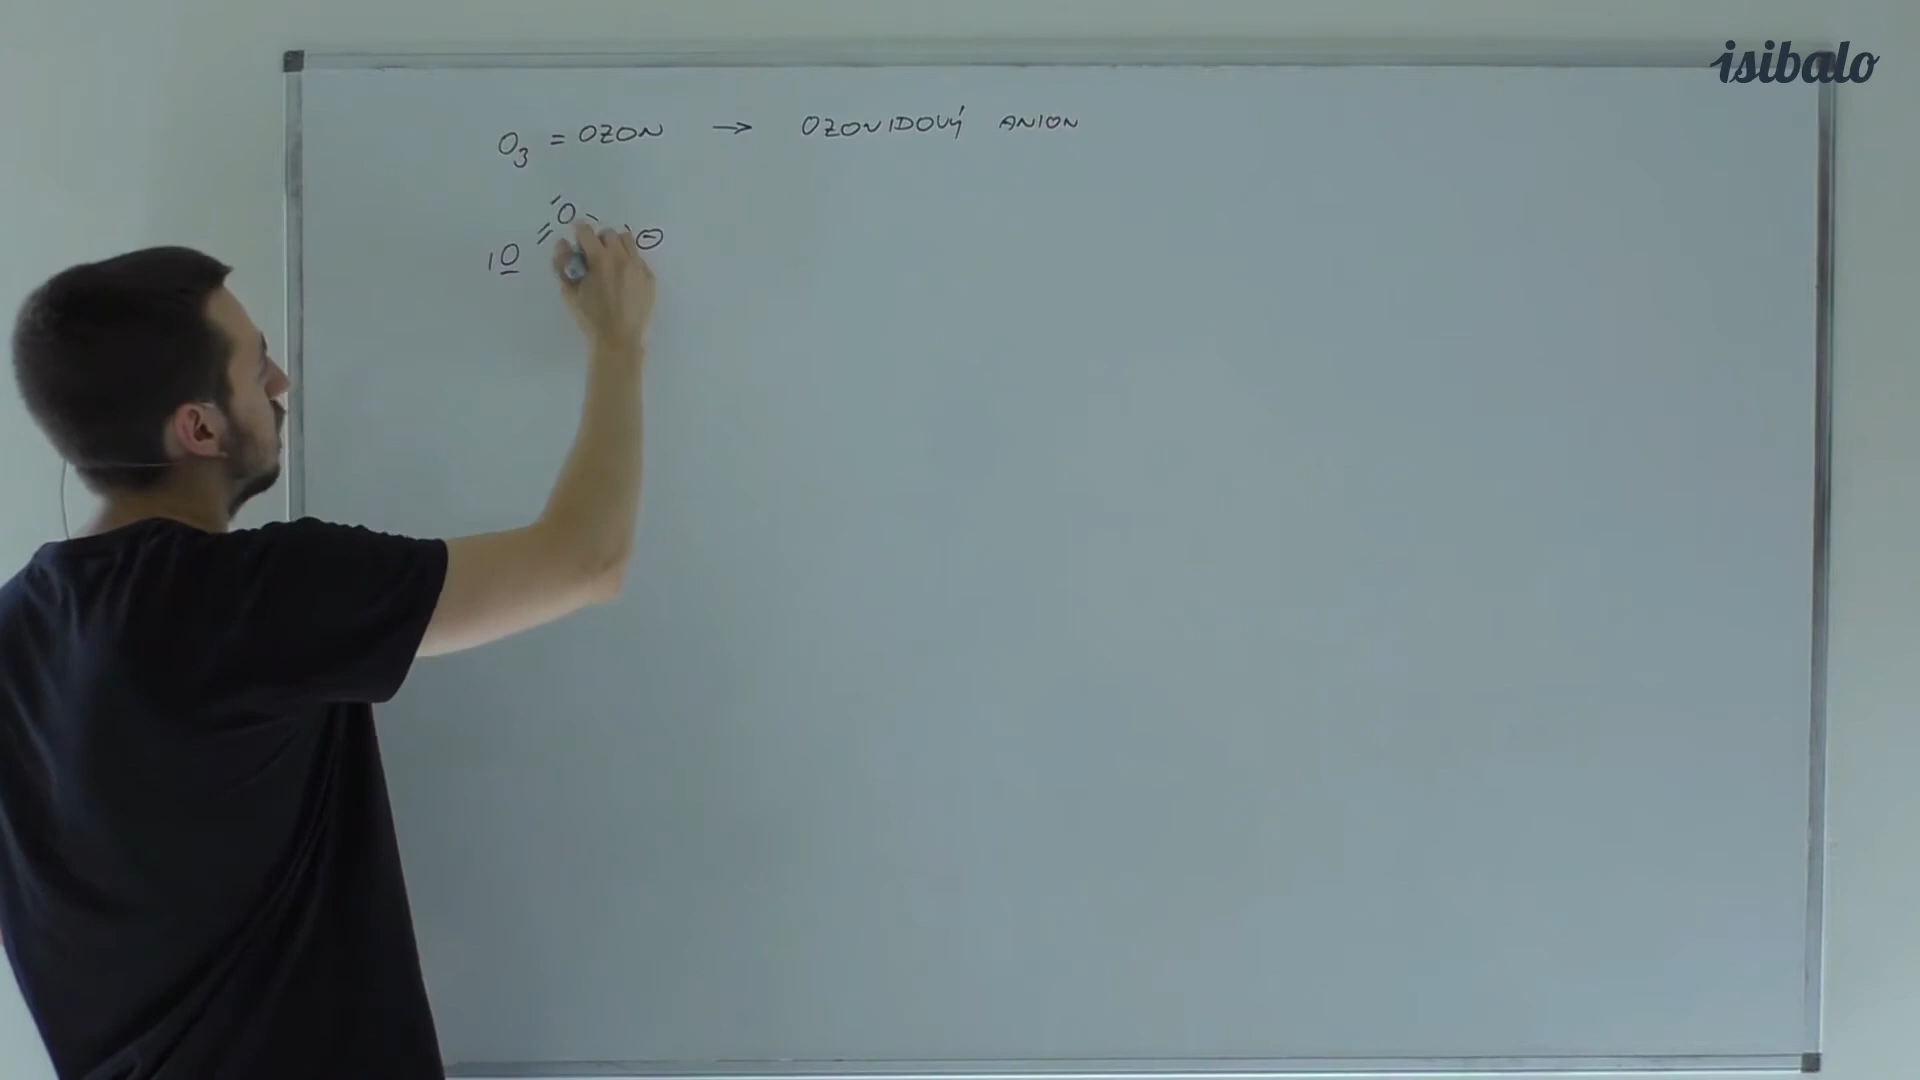 isibalo
O₃ = OZON → OZONIDOVÝ ANION
O
|O ⊖